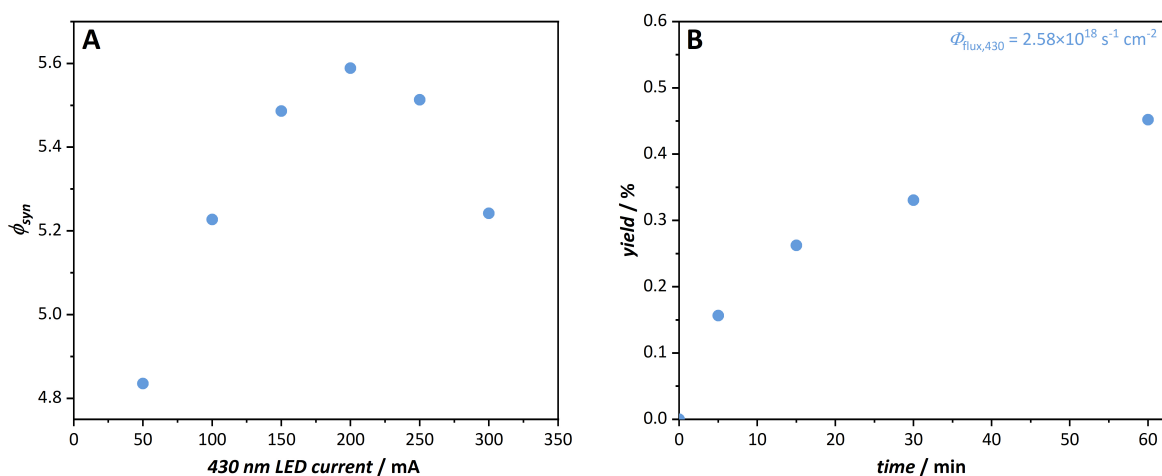 A
5.6
5.4
5.2
5.0
4.8
ϕsyn
0 50 100 150 200 250 300 350
430 nm LED current / mA
B
Φflux,430 = 2.58×10¹⁸ s⁻¹ cm⁻²
0.6
0.5
0.4
0.3
0.2
0.1
0.0
yield / %
0 10 20 30 40 50 60
time / min